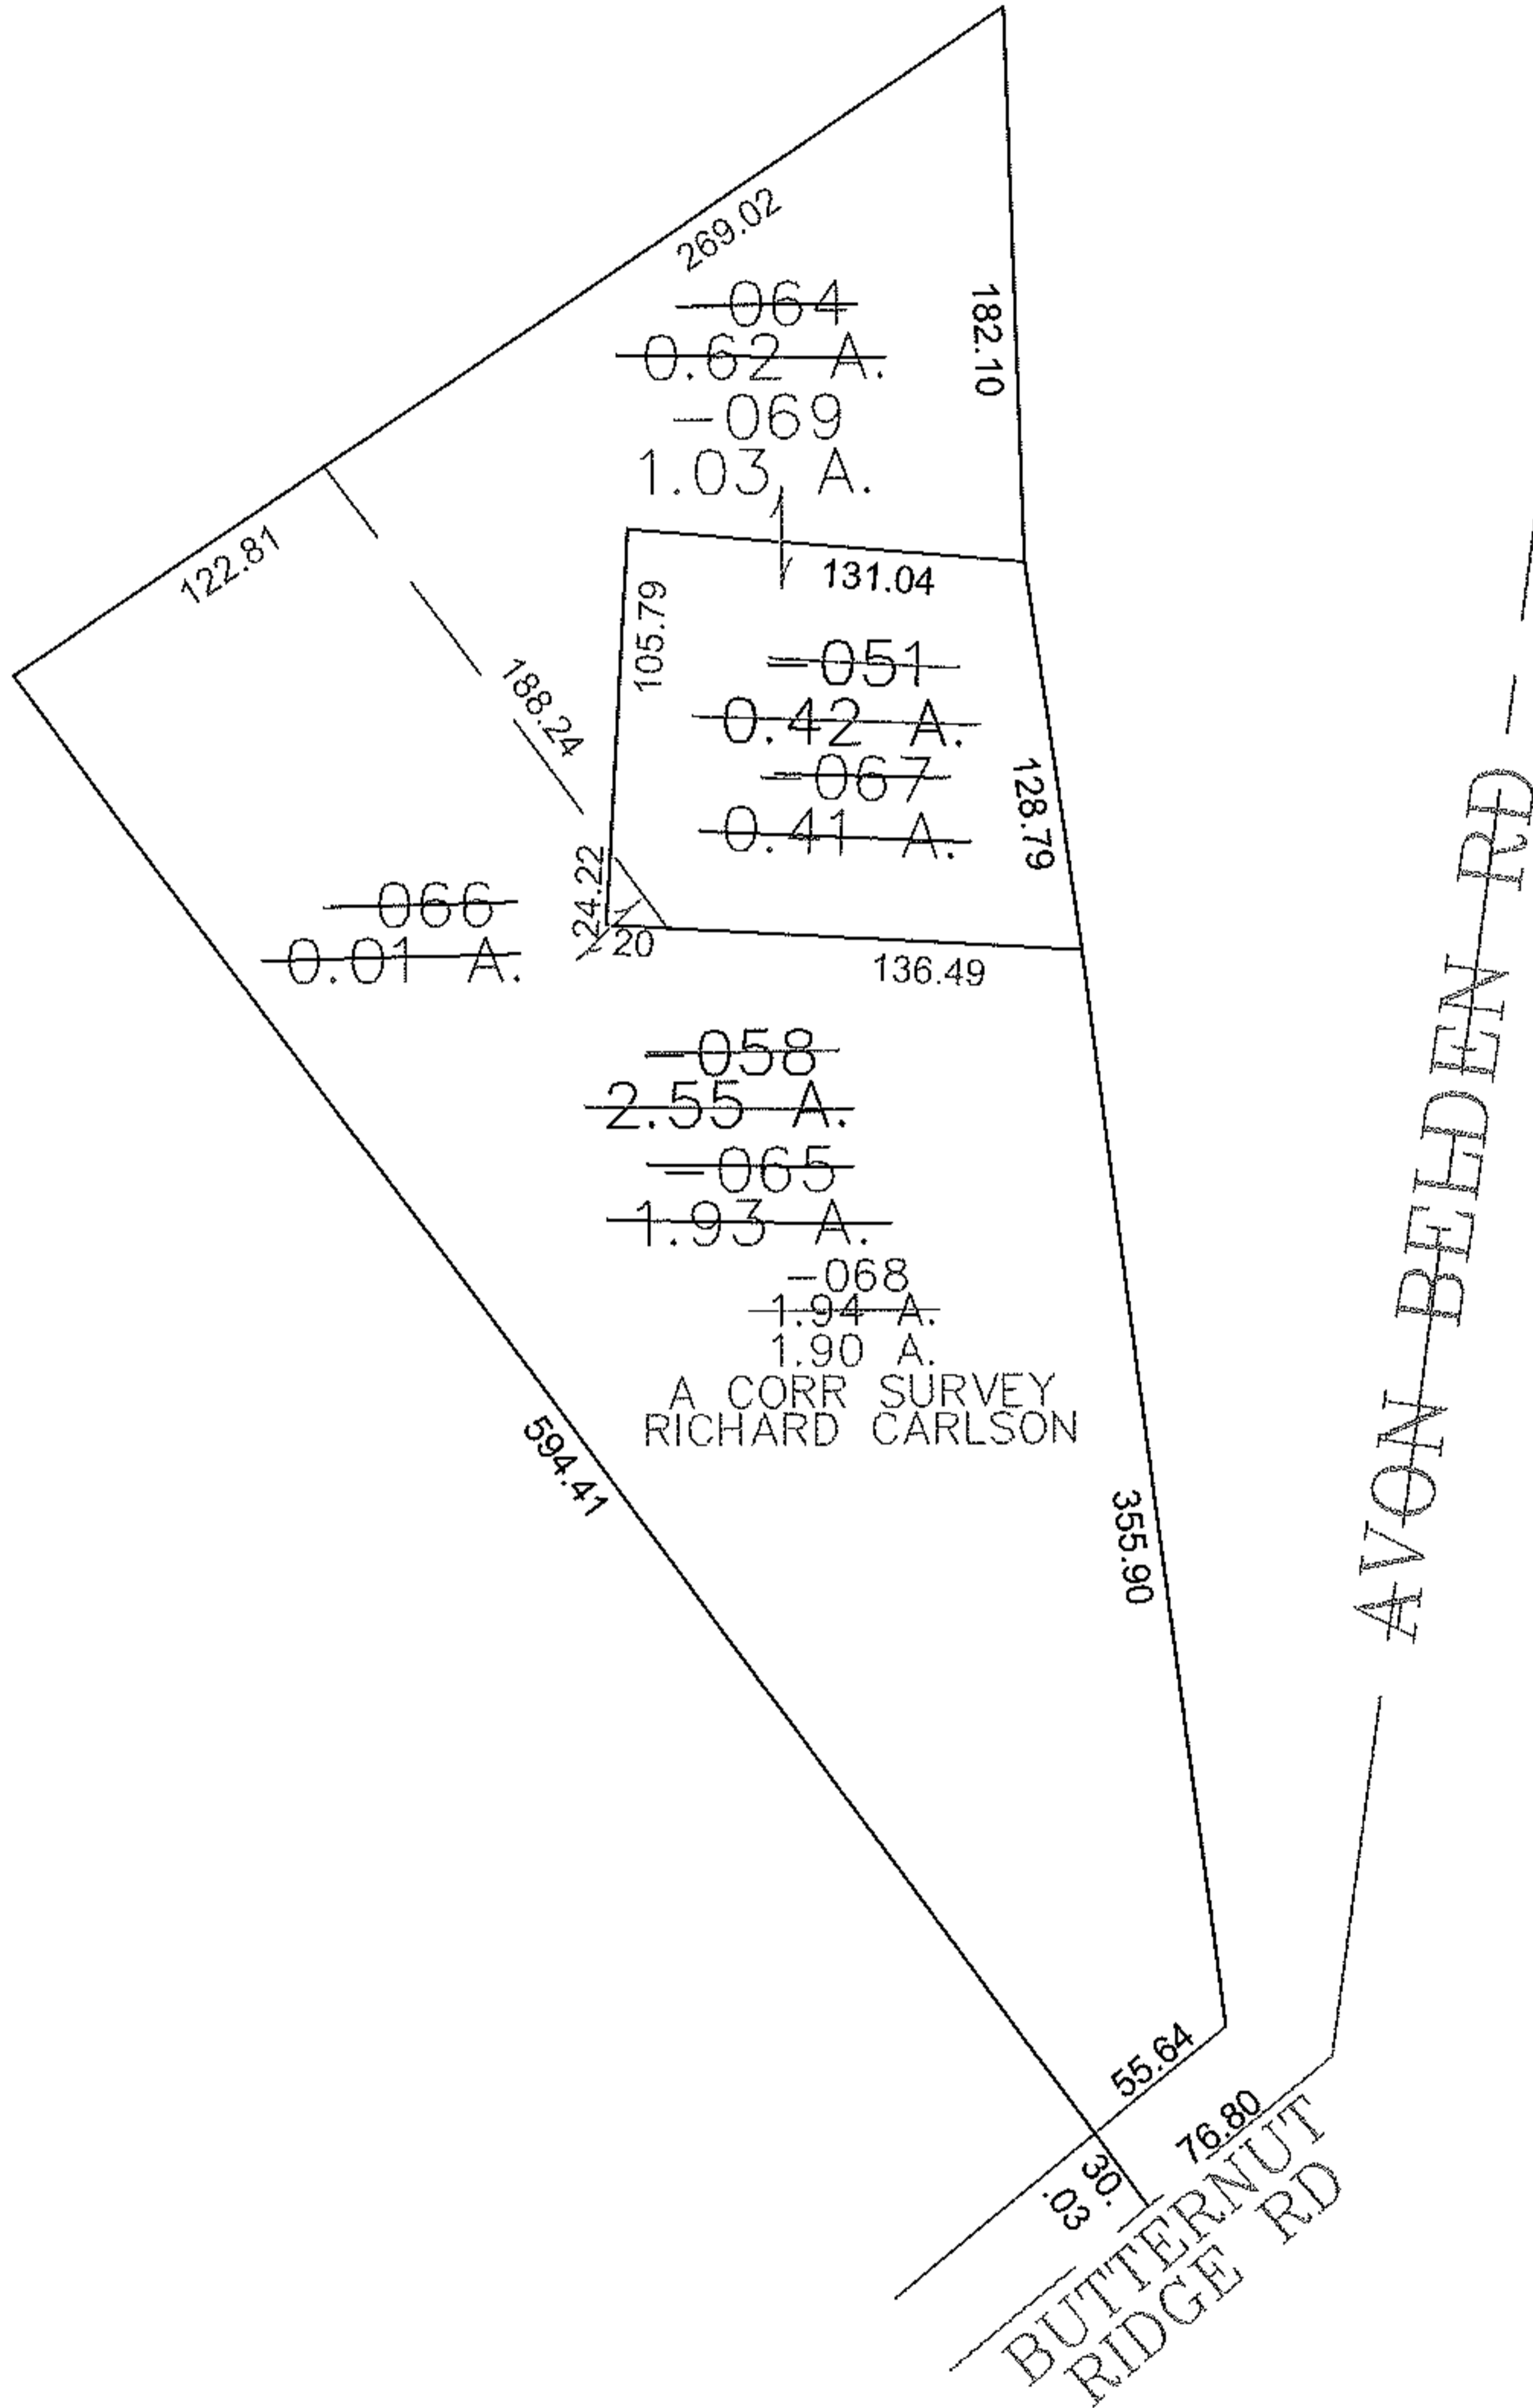 269.02
182.10
-064
0.62 A.
-069
1.03 A.
122.81
188.24
105.79
131.04
-051
0.42 A.
-067
0.41 A.
128.79
24.22
20
136.49
066
0.01 A.
-058
2.55 A.
-065
1.93 A.
-068
1.94 A.
1.90 A.
A CORR SURVEY
RICHARD CARLSON
594.41
355.90
AVON BELDEN RD
55.64
76.80
30.
.03
BUTTERNUT
RIDGE RD